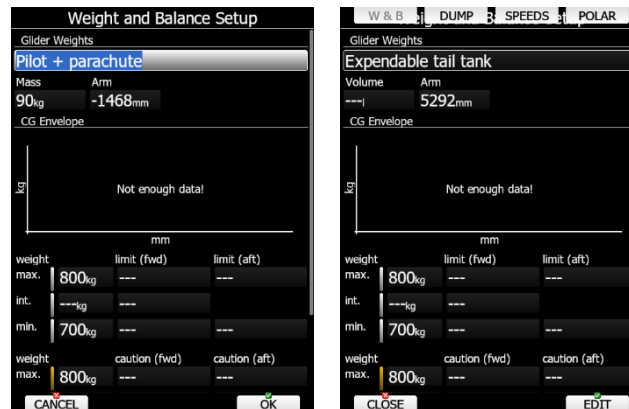 Weight and Balance Setup
Glider Weights
Pilot + parachute
Mass Arm
90kg -1468mm
CG Envelope
kg
Not enough data!
mm
weight limit (fwd) limit (aft)
max. 800kg --- ---
int. ---kg ---
min. 700kg --- ---
weight caution (fwd) caution (aft)
max. 800kg --- ---
CANCEL OK
W & B DUMP SPEEDS POLAR
Glider Weights
Expendable tail tank
Volume Arm
---l 5292mm
CG Envelope
kg
Not enough data!
mm
weight limit (fwd) limit (aft)
max. 800kg --- ---
int. ---kg ---
min. 700kg --- ---
weight caution (fwd) caution (aft)
max. 800kg --- ---
CLOSE EDIT